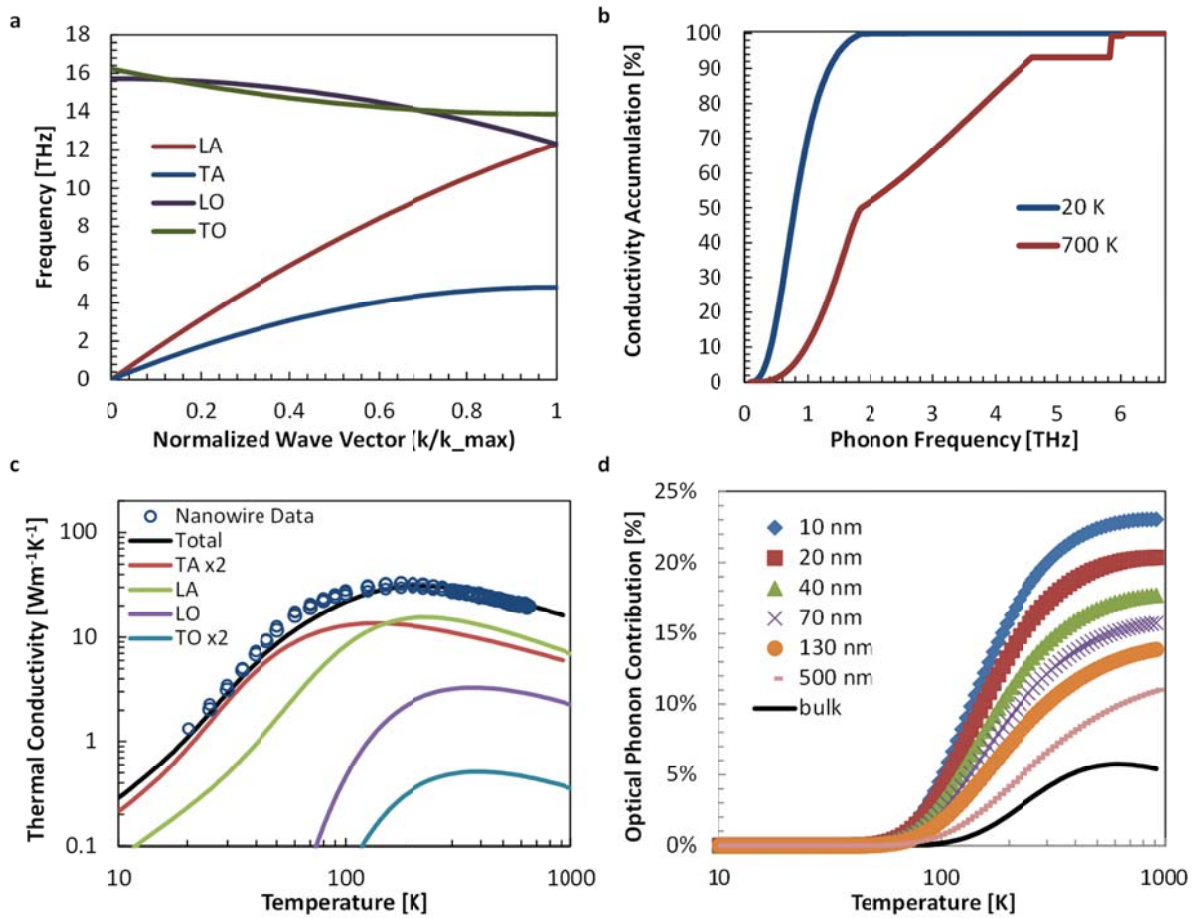 a
Frequency [THz]
18
16
14
12
10
8
6
4
2
0
LA
TA
LO
TO
0 0.2 0.4 0.6 0.8 1
Normalized Wave Vector (k/k_max)
b
Conductivity Accumulation [%]
100
90
80
70
60
50
40
30
20
10
0
20 K
700 K
0 1 2 3 4 5 6
Phonon Frequency [THz]
c
Thermal Conductivity [Wm-1K-1]
100
10
1
0.1
Nanowire Data
Total
TA x2
LA
LO
TO x2
10 100 1000
Temperature [K]
d
Optical Phonon Contribution [%]
25%
20%
15%
10%
5%
0%
10 nm
20 nm
40 nm
70 nm
130 nm
500 nm
bulk
10 100 1000
Temperature [K]